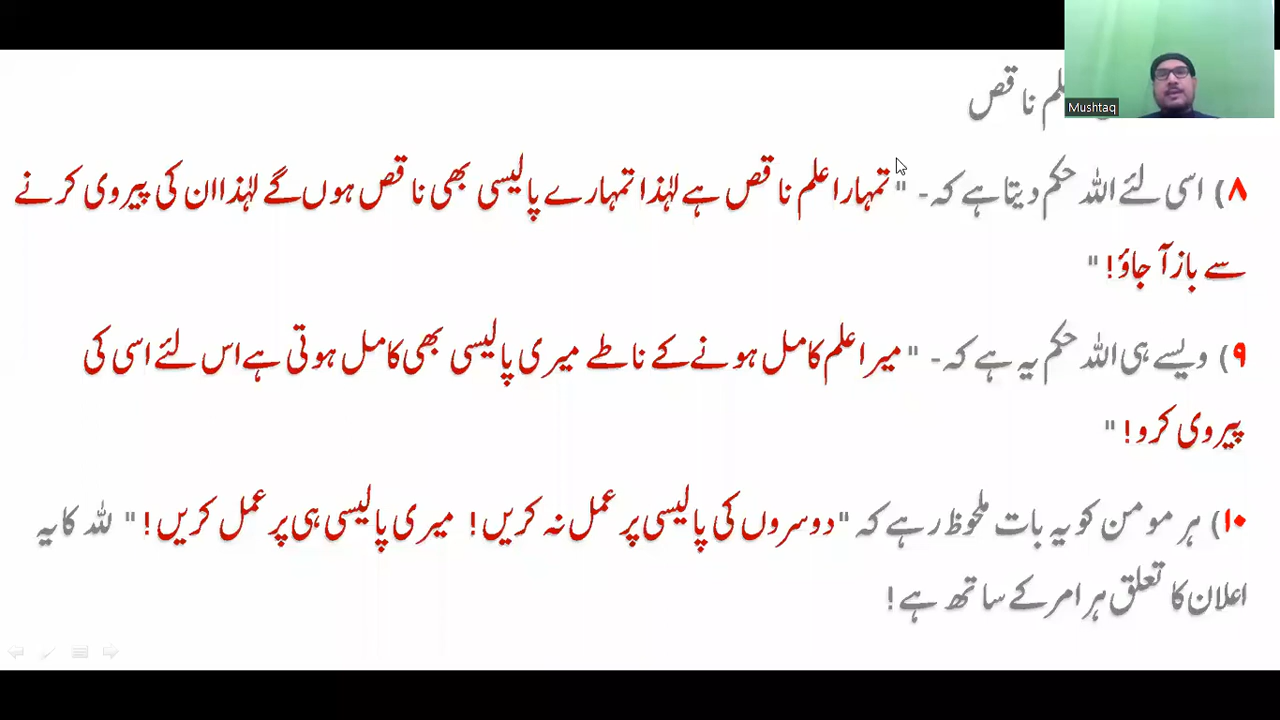 Mushtaq
علم ناقص
۸) اسی لئے اللہ حکم دیتا ہے کہ- "تمہارا علم ناقص ہے لہٰذا تمہارے پالیسی بھی ناقص ہوں گے لہٰذا ان کی پیروی کرنے
سے باز آ جاؤ! "
۹) ویسے ہی اللہ حکم یہ ہے کہ- "میرا علم کامل ہونے کے ناطے میری پالیسی بھی کامل ہوتی ہے اس لئے اسی کی
پیروی کرو! "
۱۰) ہر مومن کو یہ بات ملحوظ رہے کہ "دوسروں کی پالیسی پر عمل نہ کریں! میری پالیسی ہی پر عمل کریں! " للہ کا یہ
اعلان کا تعلق ہر امر کے ساتھ ہے!